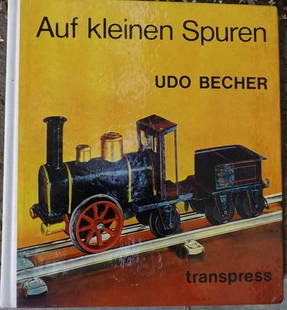 Auf kleinen Spuren
UDO BECHER
transpress